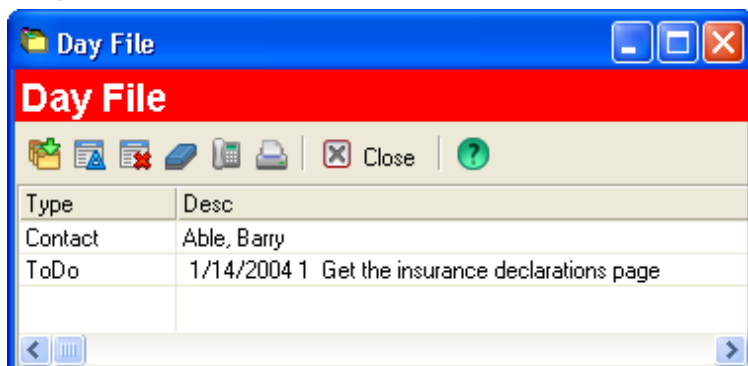 Day File
Day File
Close ?
Type Desc
Contact Able, Barry
ToDo 1/14/2004 1 Get the insurance declarations page